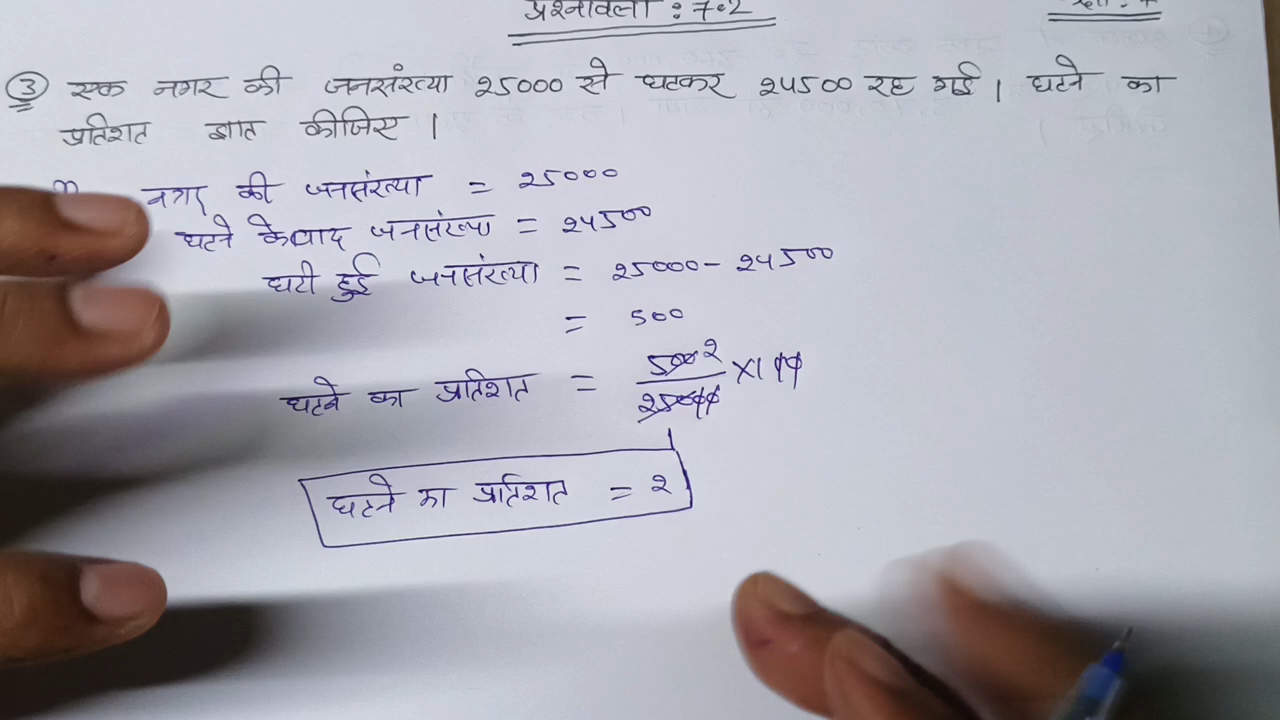 प्रश्नावली : 7.2
③ एक नगर की जनसंख्या 25000 से घटकर 24500 रह गई । घटने का
प्रतिशत ज्ञात कीजिए ।
नगर की जनसंख्या = 25000
घटने के बाद जनसंख्या = 24500
घटी हुई जनसंख्या = 25000 - 24500
= 500
घटने का प्रतिशत = 500/25000 × 100
2
घटने का प्रतिशत = 2